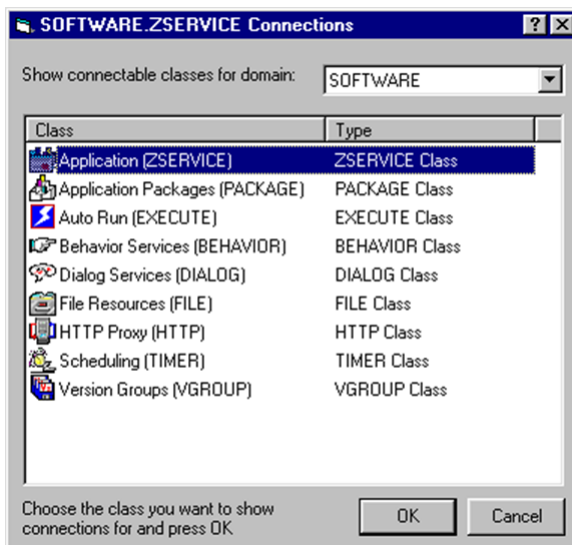 SOFTWARE.ZSERVICE Connections
Show connectable classes for domain: SOFTWARE
Class Type
Application (ZSERVICE) ZSERVICE Class
Application Packages (PACKAGE) PACKAGE Class
Auto Run (EXECUTE) EXECUTE Class
Behavior Services (BEHAVIOR) BEHAVIOR Class
Dialog Services (DIALOG) DIALOG Class
File Resources (FILE) FILE Class
HTTP Proxy (HTTP) HTTP Class
Scheduling (TIMER) TIMER Class
Version Groups (VGROUP) VGROUP Class
Choose the class you want to show
connections for and press OK
OK Cancel